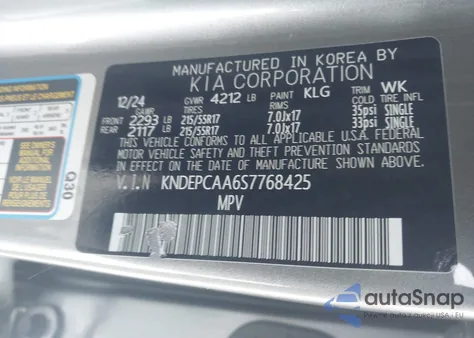 MANUFACTURED IN KOREA BY
KIA CORPORATION
12/24 GVWR 4212 LB PAINT KLG TRIM WK
RIMS COLD TIRE INFL
FRONT 2293 LB 215/55R17 7.0Jx17 35psi SINGLE
REAR 2117 LB 215/55R17 7.0Jx17 33psi SINGLE
THIS VEHICLE CONFORMS TO ALL APPLICABLE FEDERAL
MOTOR VEHICLE SAFETY AND THEFT PREVENTION STANDARDS
IN EFFECT ON THE DATE OF MANUFACTURE SHOWN ABOVE.
V.I.N KNDEPCAA6S7768425
MPV
Q30
autoSnap